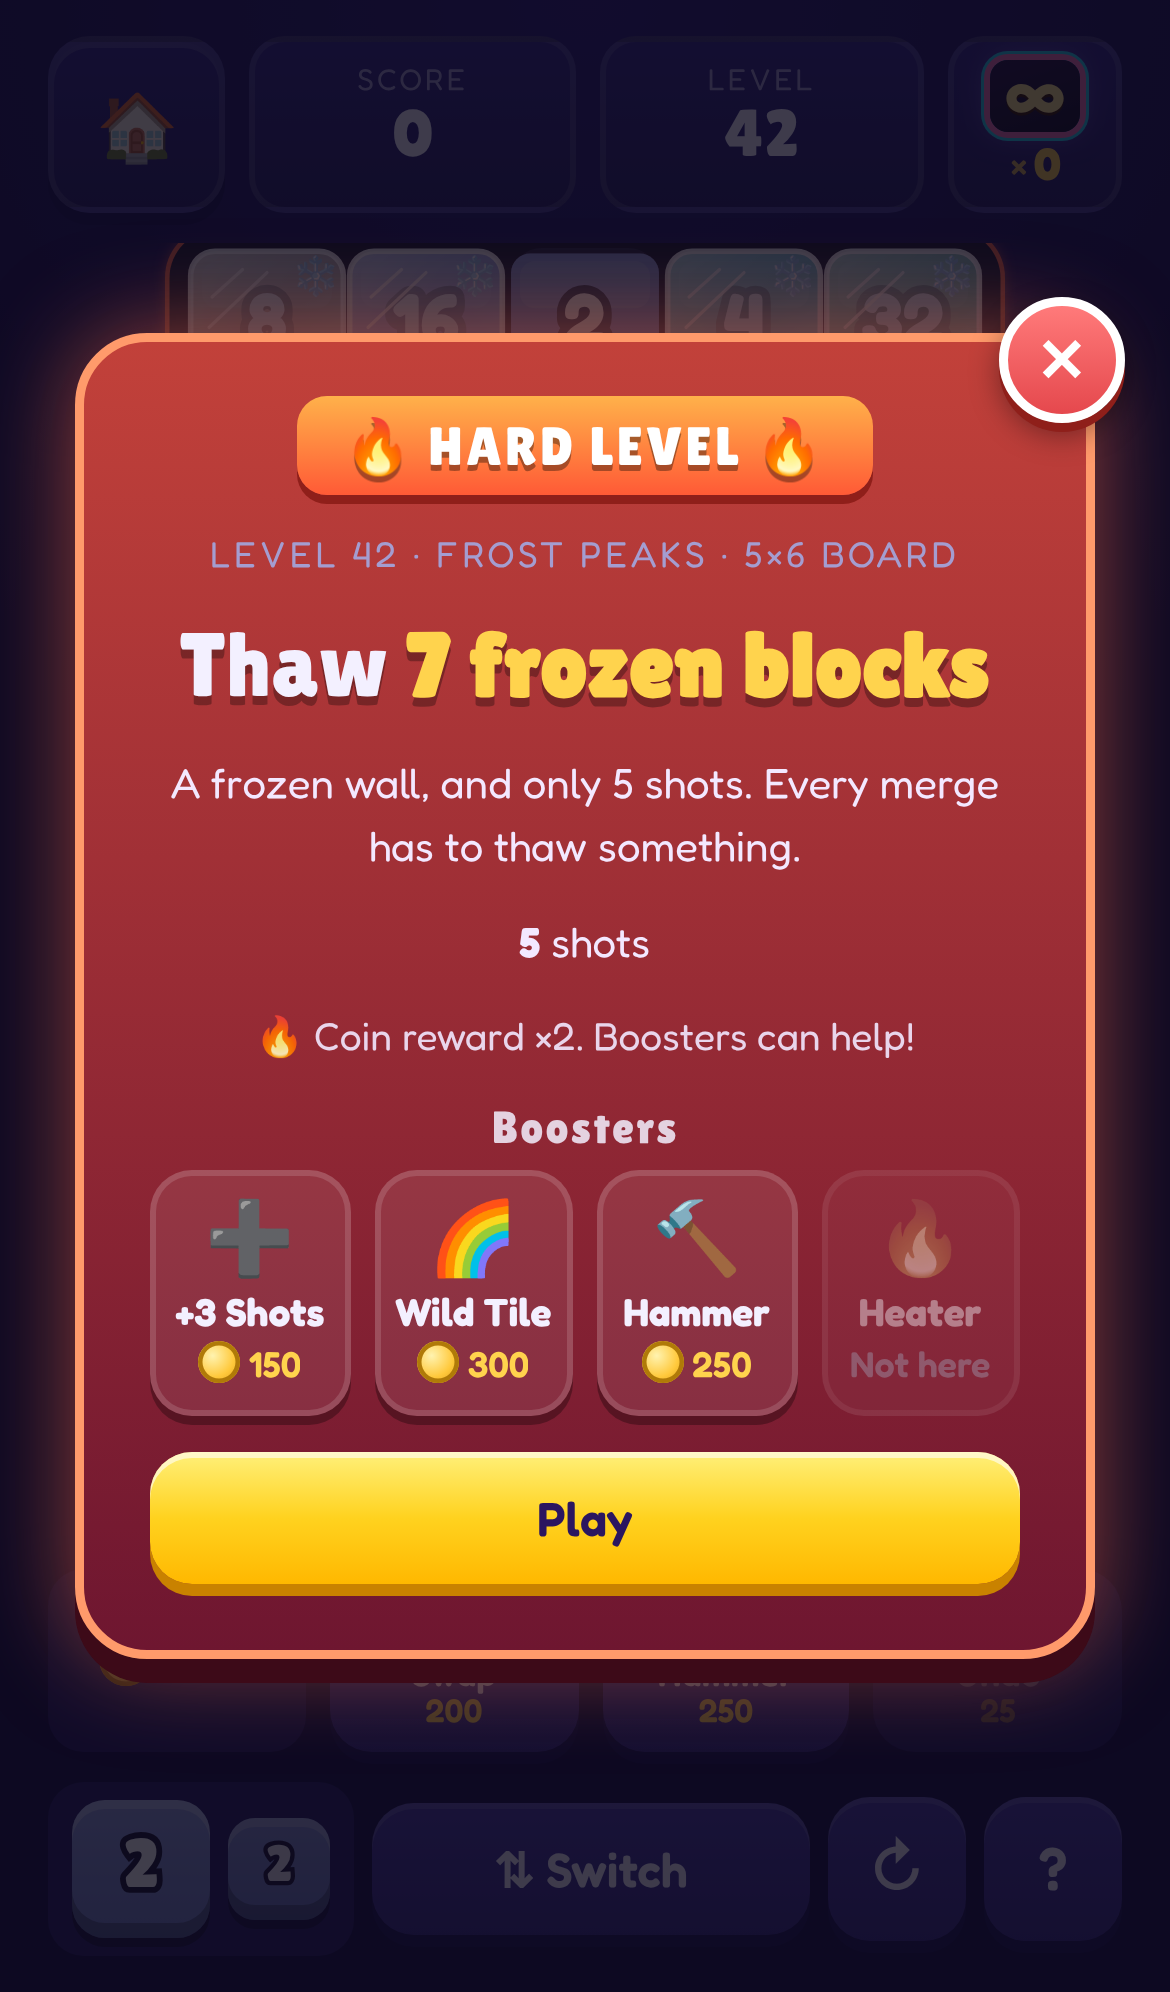 SCORE
0
LEVEL
42
∞
×0
8 16 2 4 32
✕
🔥 HARD LEVEL 🔥
LEVEL 42 · FROST PEAKS · 5×6 BOARD
Thaw 7 frozen blocks
A frozen wall, and only 5 shots. Every merge
has to thaw something.
5 shots
🔥 Coin reward ×2. Boosters can help!
Boosters
+3 Shots
150
Wild Tile
300
Hammer
250
Heater
Not here
Play
Swap
200
Hammer
250
Undo
25
2
2
⇅ Switch
↻
?